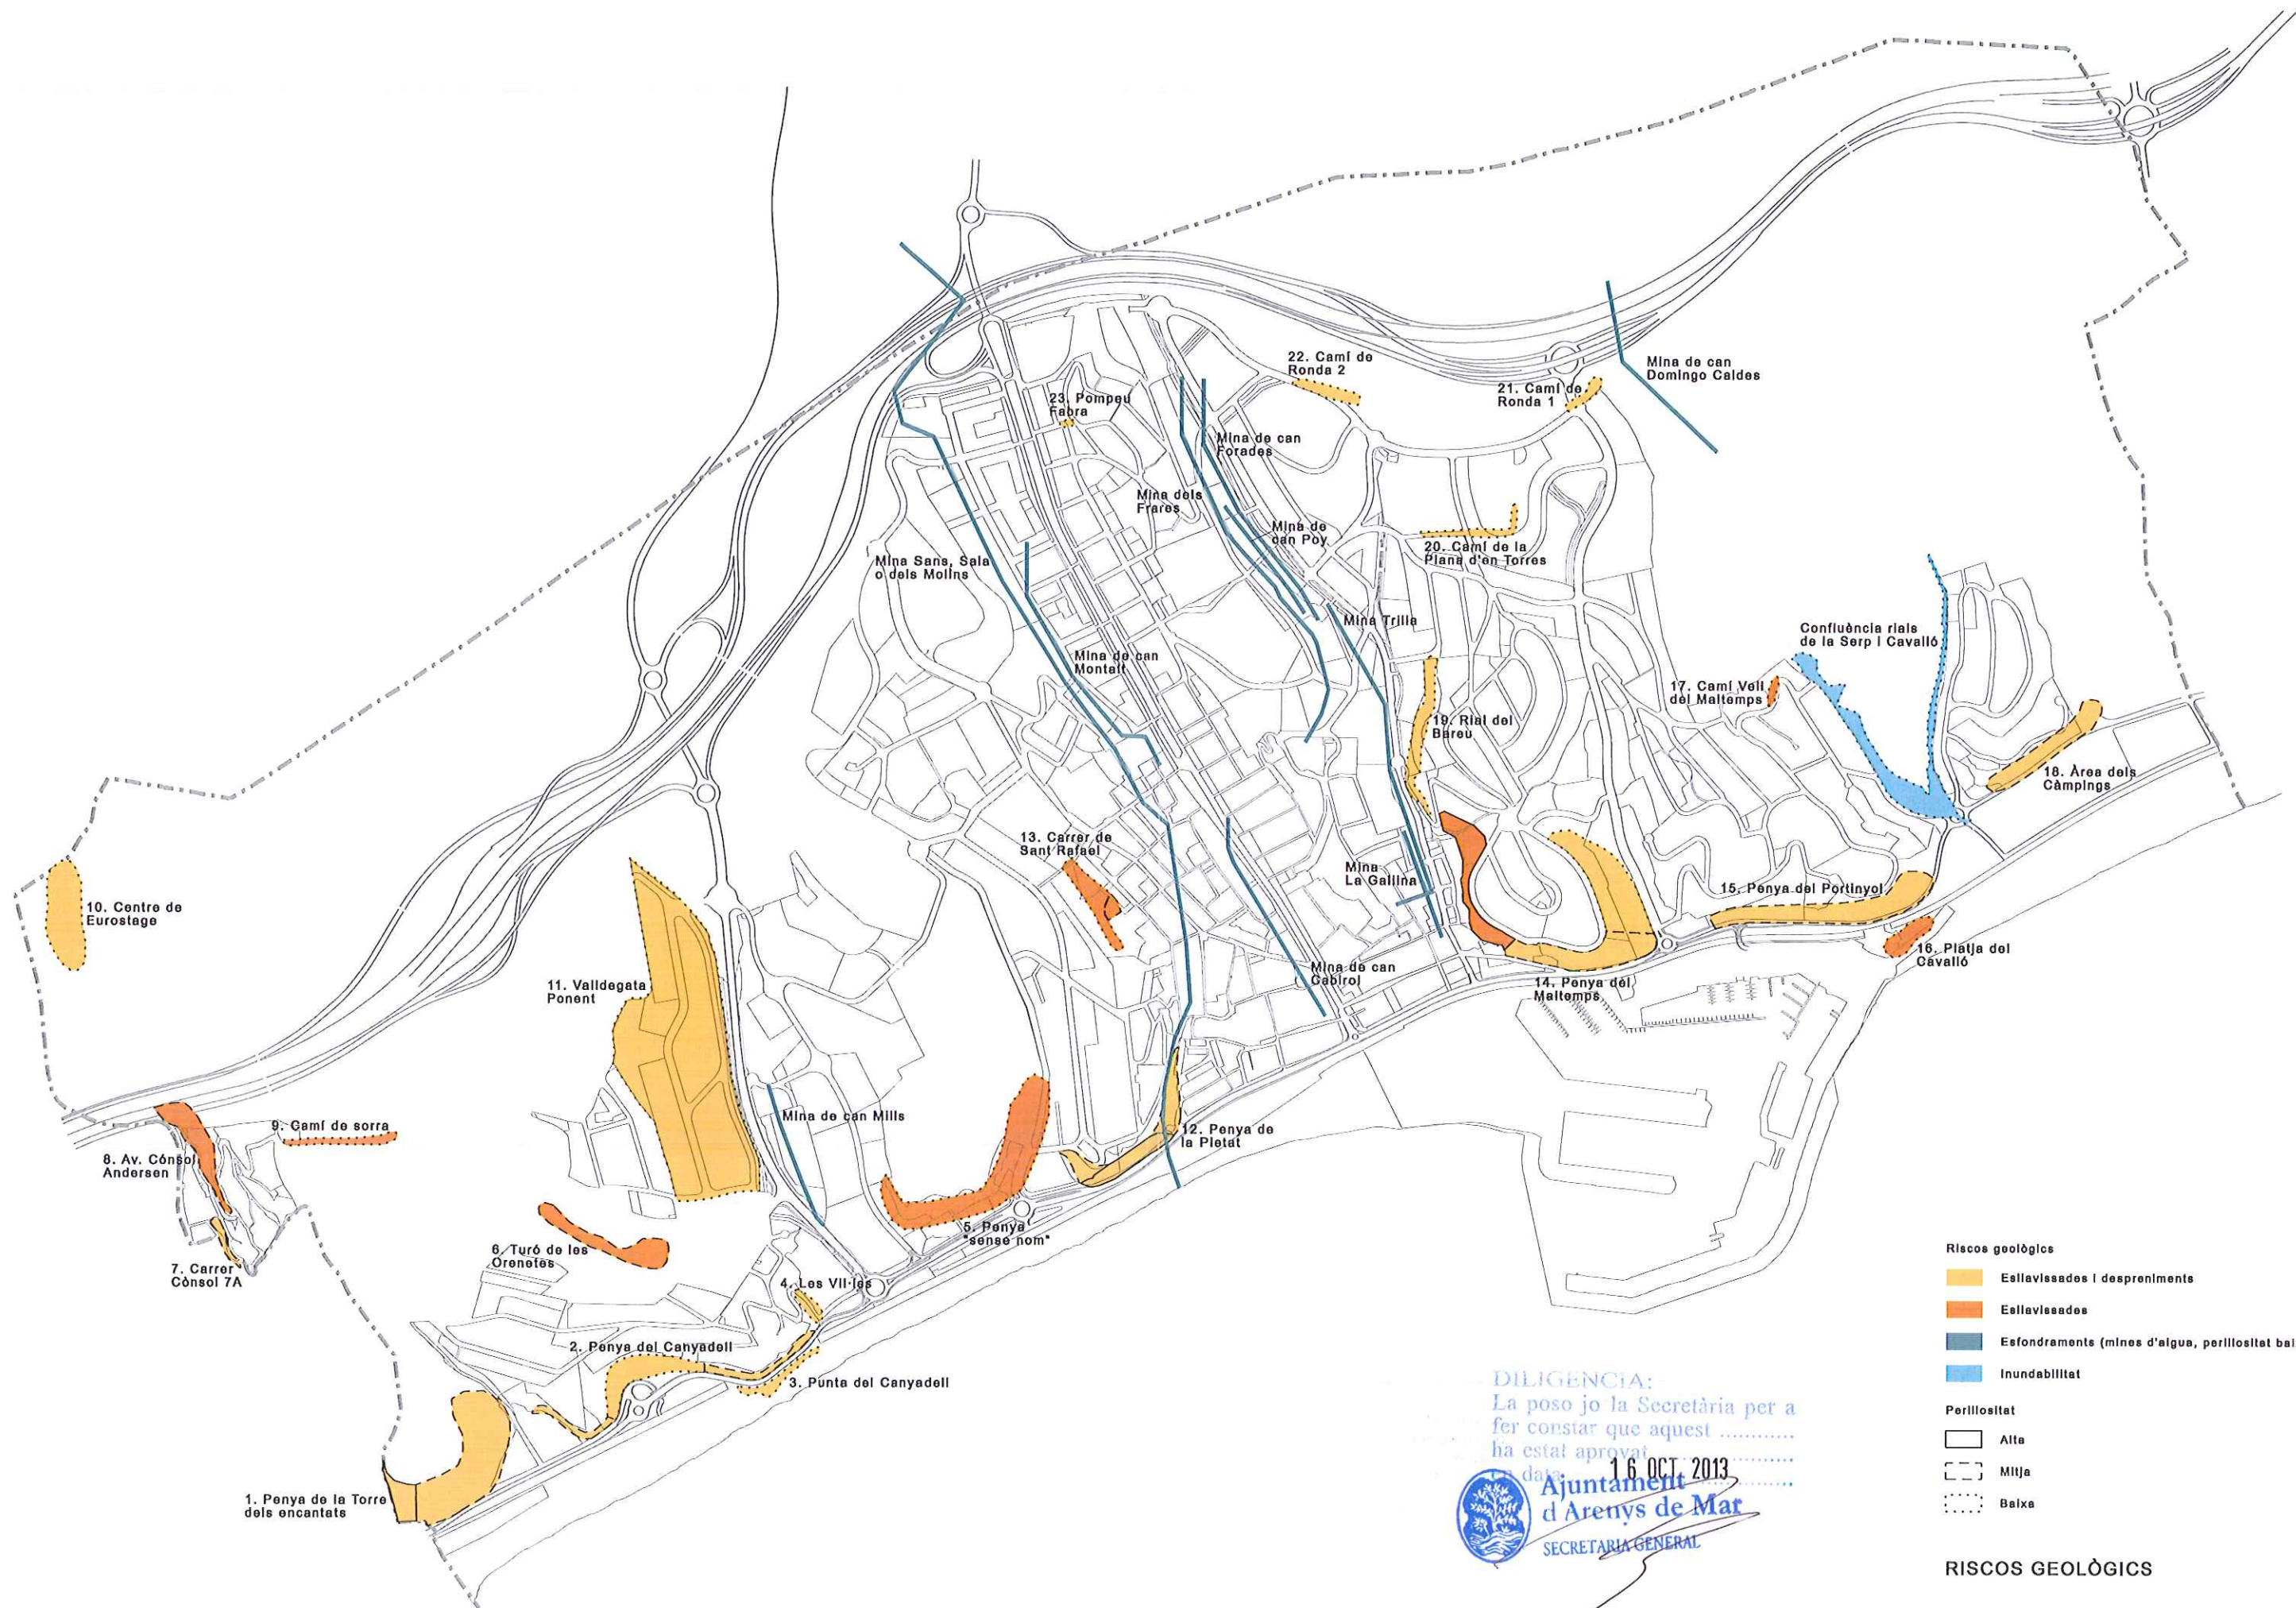 22. Camí de
Ronda 2
21. Camí de
Ronda 1
Mina de can
Domingo Caldes
23. Pompeu
Fabra
Mina de can
Forades
Mina dels
Frares
Mina de
can Poy
20. Camí de la
Plana d'en Torres
Mina Sans, Sala
o dels Molins
Mina Trilla
Confluència rials
de la Serp i Cavalló
Mina de can
Montalt
17. Camí Vell
del Maltemps
19. Rial del
Bareu
18. Àrea dels
Càmpings
13. Carrer de
Sant Rafael
Mina
La Gallina
15. Penya del Portinyol
10. Centre de
Eurostage
16. Platja del
Cavalló
11. Valldegata
Ponent
Mina de can
Cabirol
14. Penya del
Maltemps
Mina de can Mills
9. Camí de sorra
12. Penya de
la Pietat
8. Av. Cònsol
Andersen
5. Penya
"sense nom"
6. Turó de les
Orenetes
7. Carrer
Cònsol 7A
4. Les Vil·les
2. Penya del Canyadell
3. Punta del Canyadell
1. Penya de la Torre
dels encantats
Riscos geològics
Esllavissades i despreniments
Esllavissades
Esfondraments (mines d'aigua, perillositat bai
Inundabilitat
Perillositat
Alta
Mitja
Baixa
RISCOS GEOLÒGICS
DILIGENCIA:
La poso jo la Secretària per a
fer constar que aquest ............
ha estat aprovat
en data 16 OCT. 2013
Ajuntament
d'Arenys de Mar
SECRETARIA GENERAL